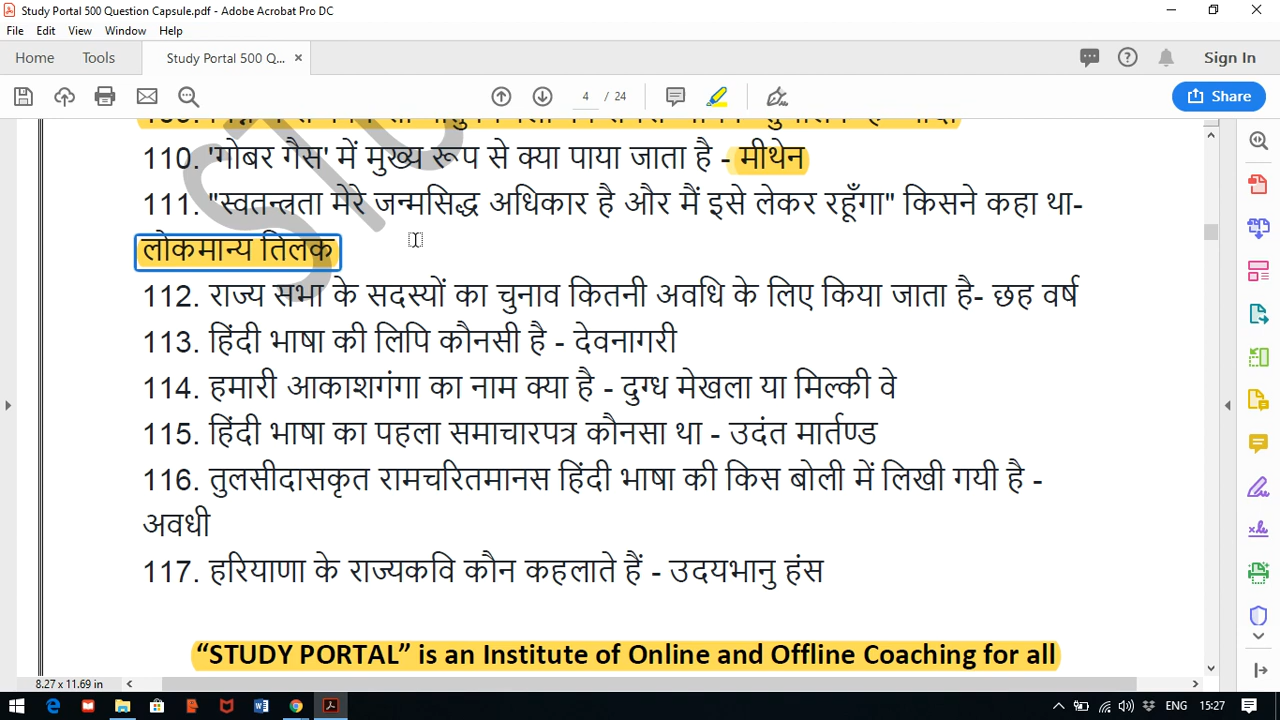 Study Portal 500 Question Capsule.pdf - Adobe Acrobat Pro DC
File Edit View Window Help
Home Tools Study Portal 500 Q... × Sign In
4 / 24 Share
110. 'गोबर गैस' में मुख्य रूप से क्या पाया जाता है - मीथेन
111. "स्वतन्त्रता मेरे जन्मसिद्ध अधिकार है और मैं इसे लेकर रहूँगा" किसने कहा था-
लोकमान्य तिलक
112. राज्य सभा के सदस्यों का चुनाव कितनी अवधि के लिए किया जाता है- छह वर्ष
113. हिंदी भाषा की लिपि कौनसी है - देवनागरी
114. हमारी आकाशगंगा का नाम क्या है - दुग्ध मेखला या मिल्की वे
115. हिंदी भाषा का पहला समाचारपत्र कौनसा था - उदंत मार्तण्ड
116. तुलसीदासकृत रामचरितमानस हिंदी भाषा की किस बोली में लिखी गयी है -
अवधी
117. हरियाणा के राज्यकवि कौन कहलाते हैं - उदयभानु हंस
“STUDY PORTAL” is an Institute of Online and Offline Coaching for all
8.27 x 11.69 in
ENG 15:27